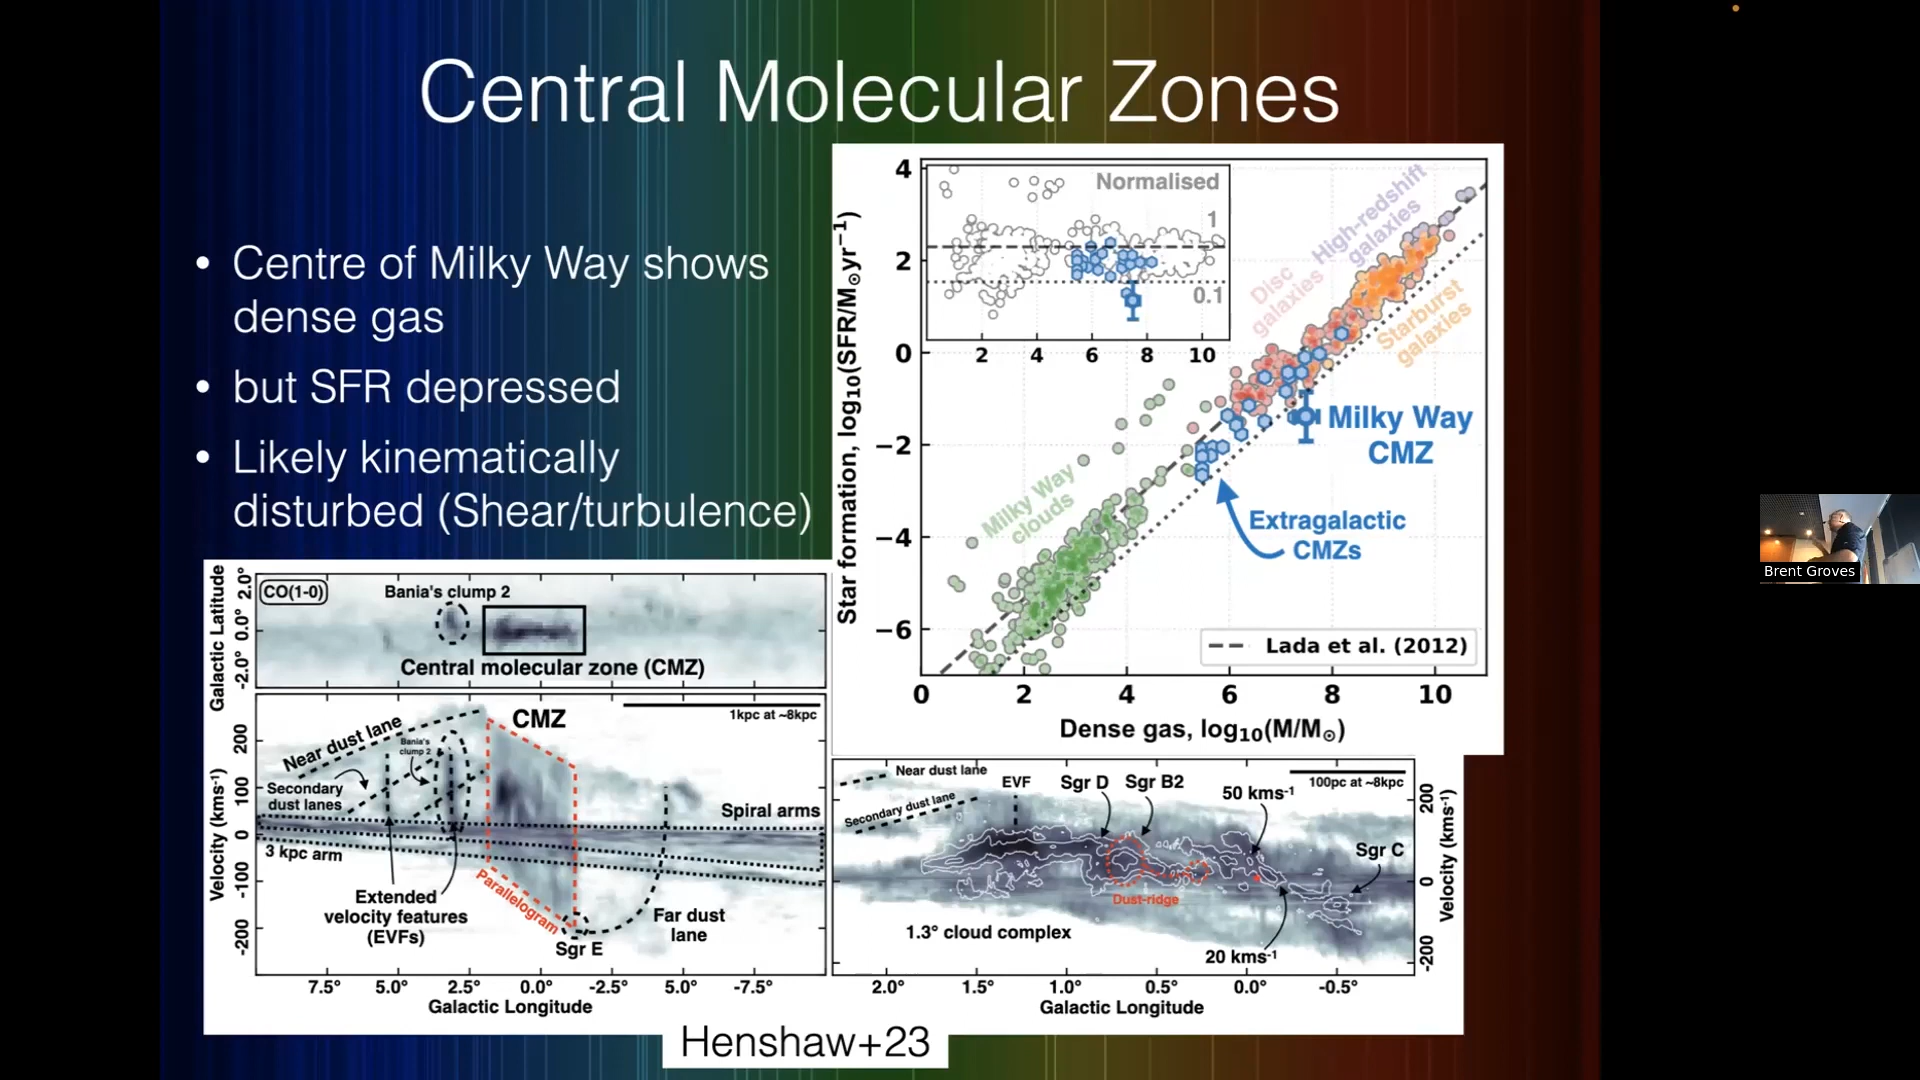 Central Molecular Zones
• Centre of Milky Way shows
dense gas
• but SFR depressed
• Likely kinematically
disturbed (Shear/turbulence)
Star formation, log₁₀(SFR/M☉yr⁻¹)
4
2
0
−2
−4
−6
Normalised
1
0.1
2 4 6 8 10
High-redshift
galaxies
Disc
galaxies
Starburst
galaxies
Milky Way
CMZ
Milky Way
clouds
Extragalactic
CMZs
Lada et al. (2012)
0 2 4 6 8 10
Dense gas, log₁₀(M/M☉)
Galactic Latitude
2.0°
0.0°
-2.0°
CO(1-0)
Bania's clump 2
Central molecular zone (CMZ)
Velocity (kms⁻¹)
200
100
0
-100
-200
Near dust lane
Bania's
clump 2
CMZ
1kpc at ~8kpc
Secondary
dust lanes
Spiral arms
3 kpc arm
Parallelogram
Extended
velocity features
(EVFs)
Far dust
lane
Sgr E
7.5° 5.0° 2.5° 0.0° -2.5° 5.0° -7.5°
Galactic Longitude
Near dust lane
Secondary dust lane
EVF
Sgr D
Sgr B2
100pc at ~8kpc
50 kms⁻¹
Sgr C
Dust-ridge
1.3° cloud complex
20 kms⁻¹
200
0
-200
Velocity (kms⁻¹)
2.0° 1.5° 1.0° 0.5° 0.0° -0.5°
Galactic Longitude
Henshaw+23
Brent Groves